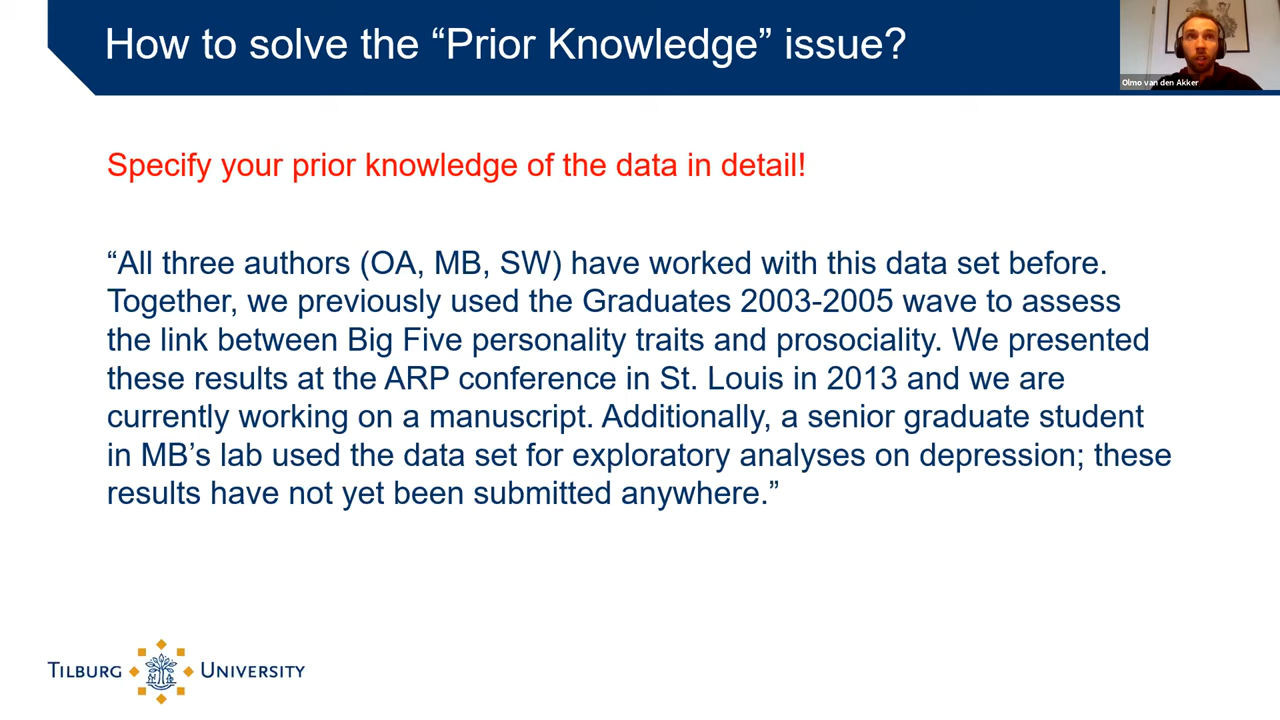 How to solve the “Prior Knowledge” issue?
Olmo van den Akker
Specify your prior knowledge of the data in detail!
“All three authors (OA, MB, SW) have worked with this data set before.
Together, we previously used the Graduates 2003-2005 wave to assess
the link between Big Five personality traits and prosociality. We presented
these results at the ARP conference in St. Louis in 2013 and we are
currently working on a manuscript. Additionally, a senior graduate student
in MB’s lab used the data set for exploratory analyses on depression; these
results have not yet been submitted anywhere.”
TILBURG UNIVERSITY